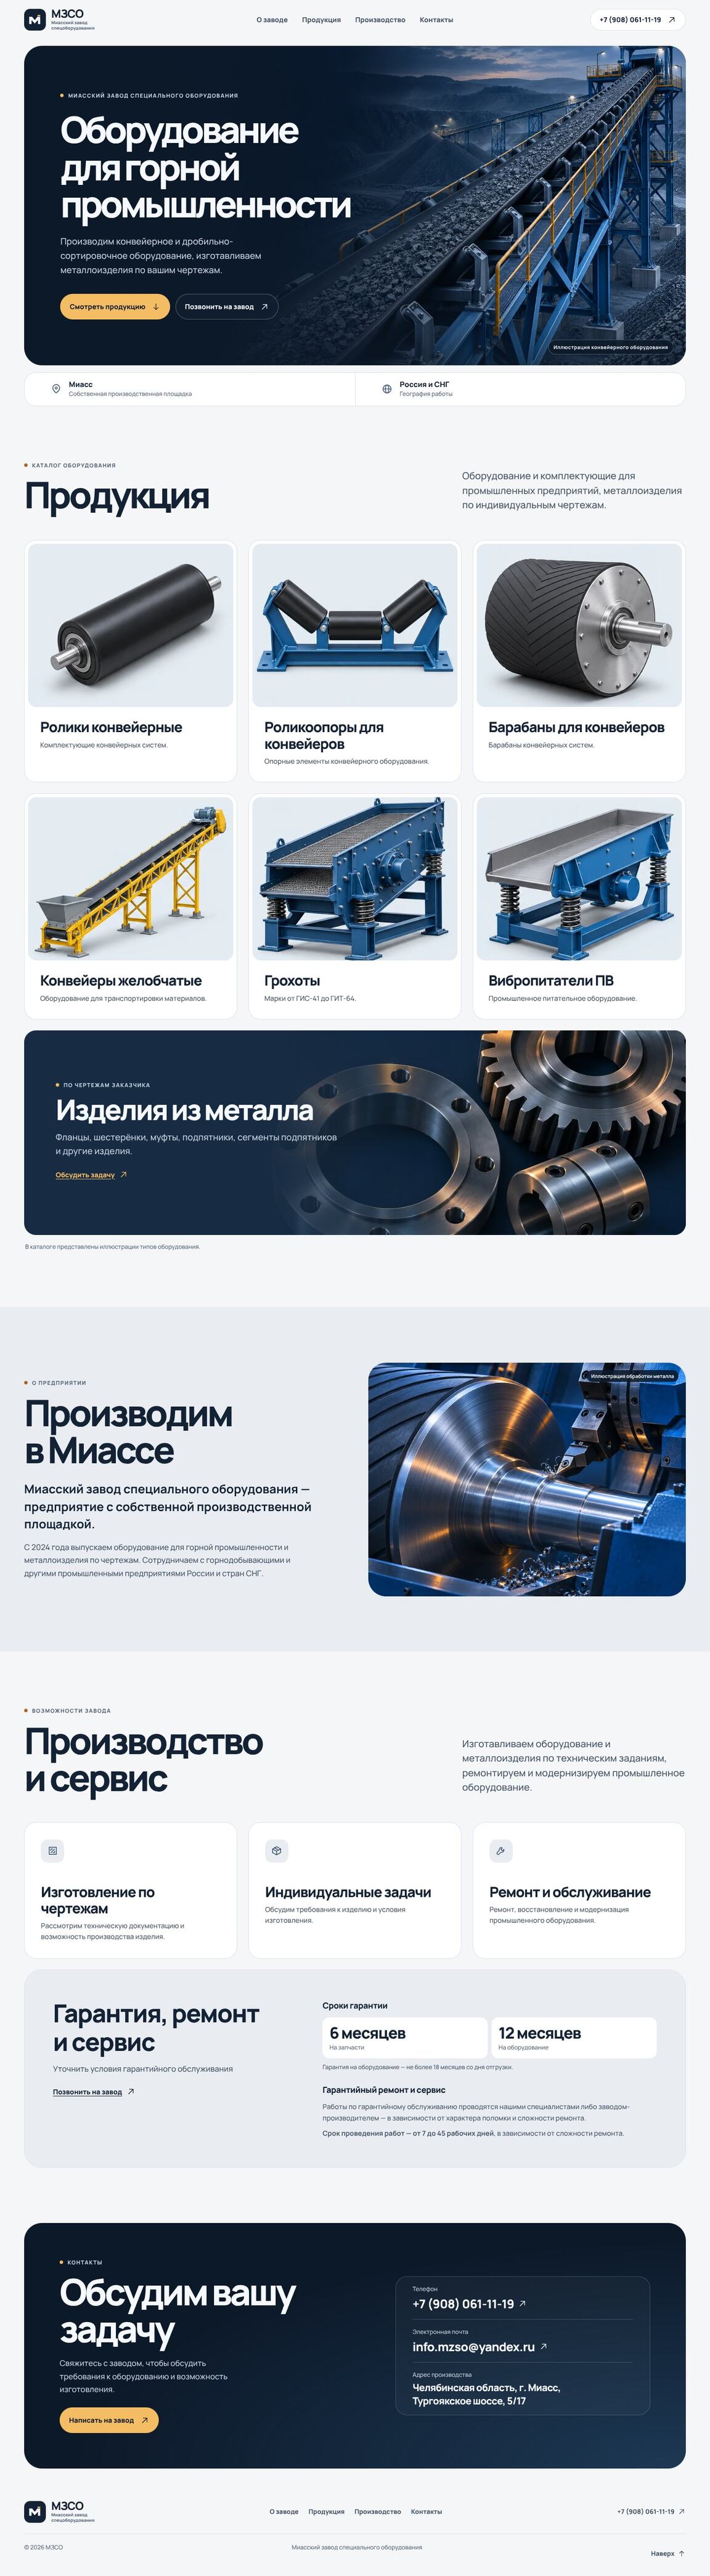 МЗСО
Миасский завод
спецоборудования
О заводе
Продукция
Производство
Контакты
+7 (908) 061-11-19
МИАССКИЙ ЗАВОД СПЕЦИАЛЬНОГО ОБОРУДОВАНИЯ
Оборудование
для горной
промышленности
Производим конвейерное и дробильно-
сортировочное оборудование, изготавливаем
металлоизделия по вашим чертежам.
Смотреть продукцию
Позвонить на завод
Иллюстрация конвейерного оборудования
Миасс
Собственная производственная площадка
Россия и СНГ
География работы
КАТАЛОГ ОБОРУДОВАНИЯ
Продукция
Оборудование и комплектующие для
промышленных предприятий, металлоизделия
по индивидуальным чертежам.
Ролики конвейерные
Комплектующие конвейерных систем.
Роликоопоры для
конвейеров
Опорные элементы конвейерного оборудования.
Барабаны для конвейеров
Барабаны конвейерных систем.
Конвейеры желобчатые
Оборудование для транспортировки материалов.
Грохоты
Марки от ГИС-41 до ГИТ-64.
Вибропитатели ПВ
Промышленное питательное оборудование.
ПО ЧЕРТЕЖАМ ЗАКАЗЧИКА
Изделия из металла
Фланцы, шестерёнки, муфты, подпятники, сегменты подпятников
и другие изделия.
Обсудить задачу
В каталоге представлены иллюстрации типов оборудования.
О ПРЕДПРИЯТИИ
Производим
в Миассе
Миасский завод специального оборудования —
предприятие с собственной производственной
площадкой.
С 2024 года выпускаем оборудование для горной промышленности и
металлоизделия по чертежам. Сотрудничаем с горнодобывающими и
другими промышленными предприятиями России и стран СНГ.
Иллюстрация обработки металла
ВОЗМОЖНОСТИ ЗАВОДА
Производство
и сервис
Изготавливаем оборудование и
металлоизделия по техническим заданиям,
ремонтируем и модернизируем промышленное
оборудование.
Изготовление по
чертежам
Рассмотрим техническую документацию и
возможность производства изделия.
Индивидуальные задачи
Обсудим требования к изделию и условия
изготовления.
Ремонт и обслуживание
Ремонт, восстановление и модернизация
промышленного оборудования.
Гарантия, ремонт
и сервис
Уточнить условия гарантийного обслуживания
Позвонить на завод
Сроки гарантии
6 месяцев
На запчасти
12 месяцев
На оборудование
Гарантия на оборудование — не более 18 месяцев со дня отгрузки.
Гарантийный ремонт и сервис
Работы по гарантийному обслуживанию проводятся нашими специалистами либо заводом-
производителем — в зависимости от характера поломки и сложности ремонта.
Срок проведения работ — от 7 до 45 рабочих дней, в зависимости от сложности ремонта.
КОНТАКТЫ
Обсудим вашу
задачу
Свяжитесь с заводом, чтобы обсудить
требования к оборудованию и возможность
изготовления.
Написать на завод
Телефон
+7 (908) 061-11-19
Электронная почта
info.mzso@yandex.ru
Адрес производства
Челябинская область, г. Миасс,
Тургоякское шоссе, 5/17
МЗСО
Миасский завод
спецоборудования
О заводе
Продукция
Производство
Контакты
+7 (908) 061-11-19
© 2026 МЗСО
Миасский завод специального оборудования
Наверх